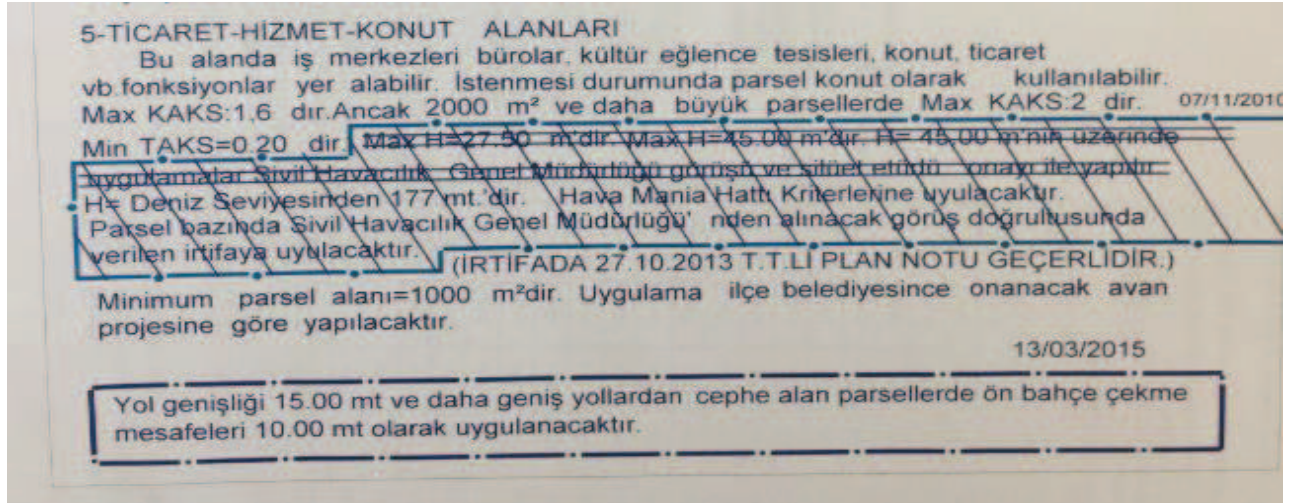 5-TİCARET-HİZMET-KONUT ALANLARI
Bu alanda iş merkezleri bürolar. kültür eğlence tesisleri, konut, ticaret
vb.fonksiyonlar yer alabilir. İstenmesi durumunda parsel konut olarak kullanılabilir.
Max KAKS:1,6 dır.Ancak 2000 m² ve daha büyük parsellerde Max KAKS:2 dir. 07/11/2010
Min TAKS=0.20 dir. Max H=27.50 m'dir. Max H=45.00 m'dir. H= 45,00 m'nin üzerinde
uygulamalar Sivil Havacılık Genel Müdürlüğü görüşü ve silüet etüdü onayı ile yapılır.
H= Deniz Seviyesinden 177 mt.'dir. Hava Mania Hattı Kriterlerine uyulacaktır.
Parsel bazında Sivil Havacılık Genel Müdürlüğü' nden alınacak görüş doğrultusunda
verilen irtifaya uyulacaktır. (İRTİFADA 27.10.2013 T.T.Lİ PLAN NOTU GEÇERLİDİR.)
Minimum parsel alanı=1000 m²dir. Uygulama ilçe belediyesince onanacak avan
projesine göre yapılacaktır.
13/03/2015
Yol genişliği 15.00 mt ve daha geniş yollardan cephe alan parsellerde ön bahçe çekme
mesafeleri 10.00 mt olarak uygulanacaktır.